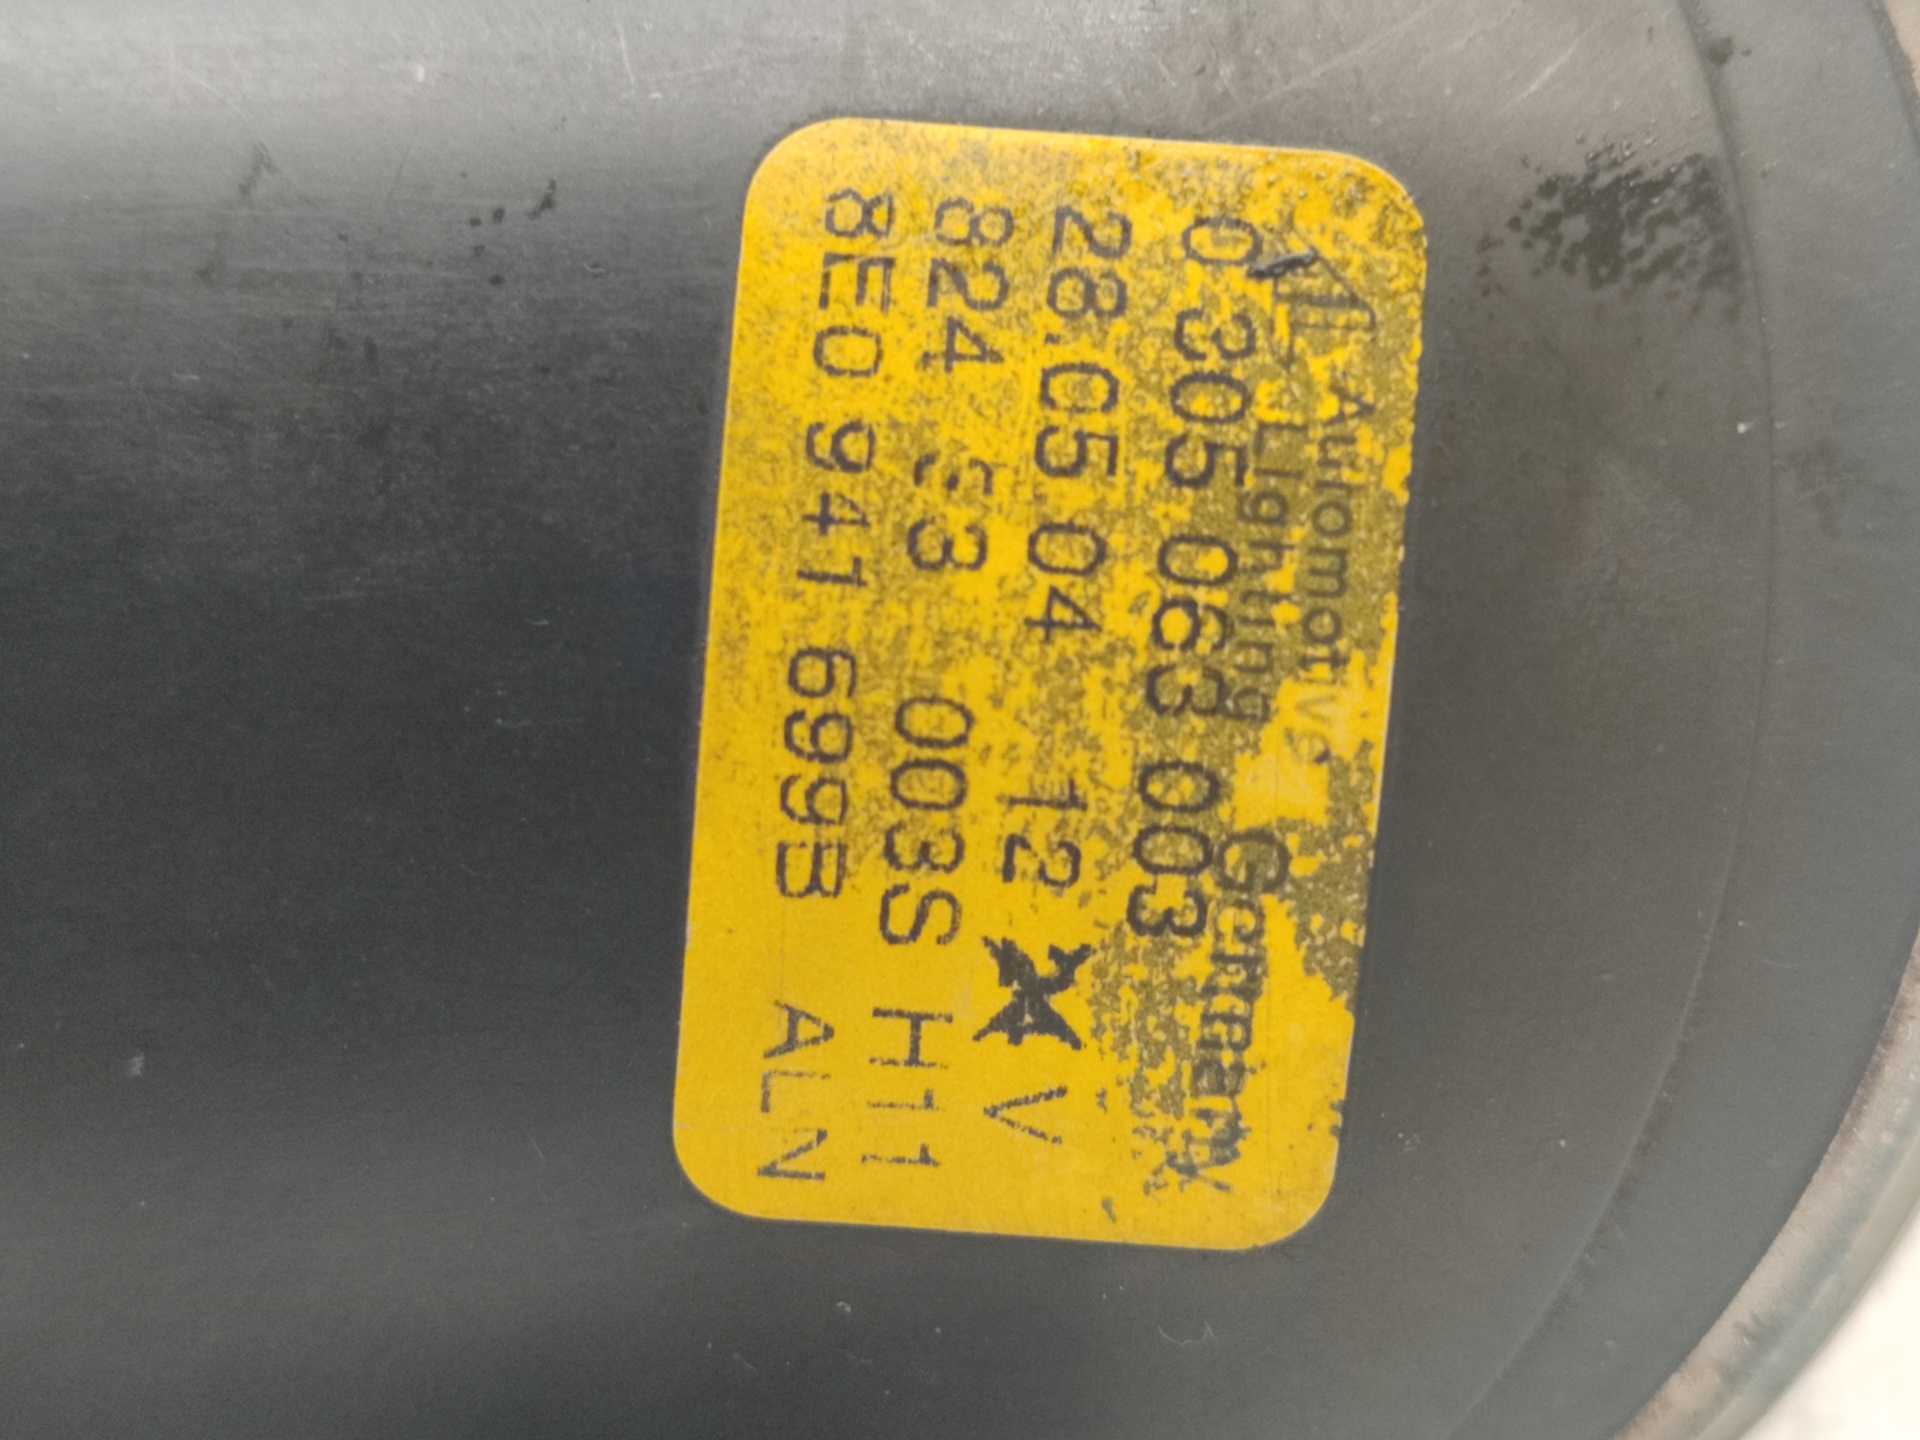 Automotive
Lighting Germany
0 305 063 003
28.05.04 12 V
824 53 003S H11
8E0 941 699B ALN